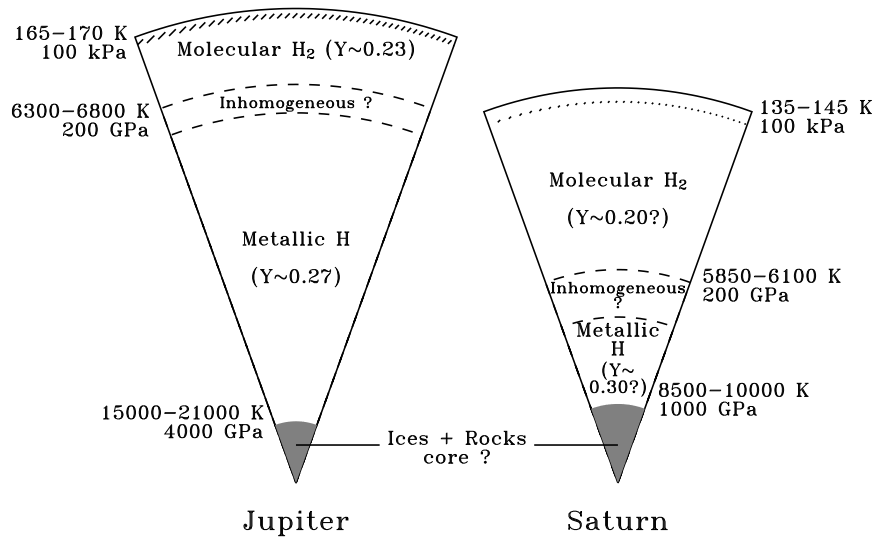 165−170 K
100 kPa
Molecular H₂ (Y~0.23)
6300−6800 K
200 GPa
Inhomogeneous ?
Metallic H
(Y~0.27)
15000−21000 K
4000 GPa
135−145 K
100 kPa
Molecular H₂
(Y~0.20?)
5850−6100 K
200 GPa
Inhomogeneous
?
Metallic
H
(Y~
0.30?)
8500−10000 K
1000 GPa
Ices + Rocks
core ?
Jupiter
Saturn